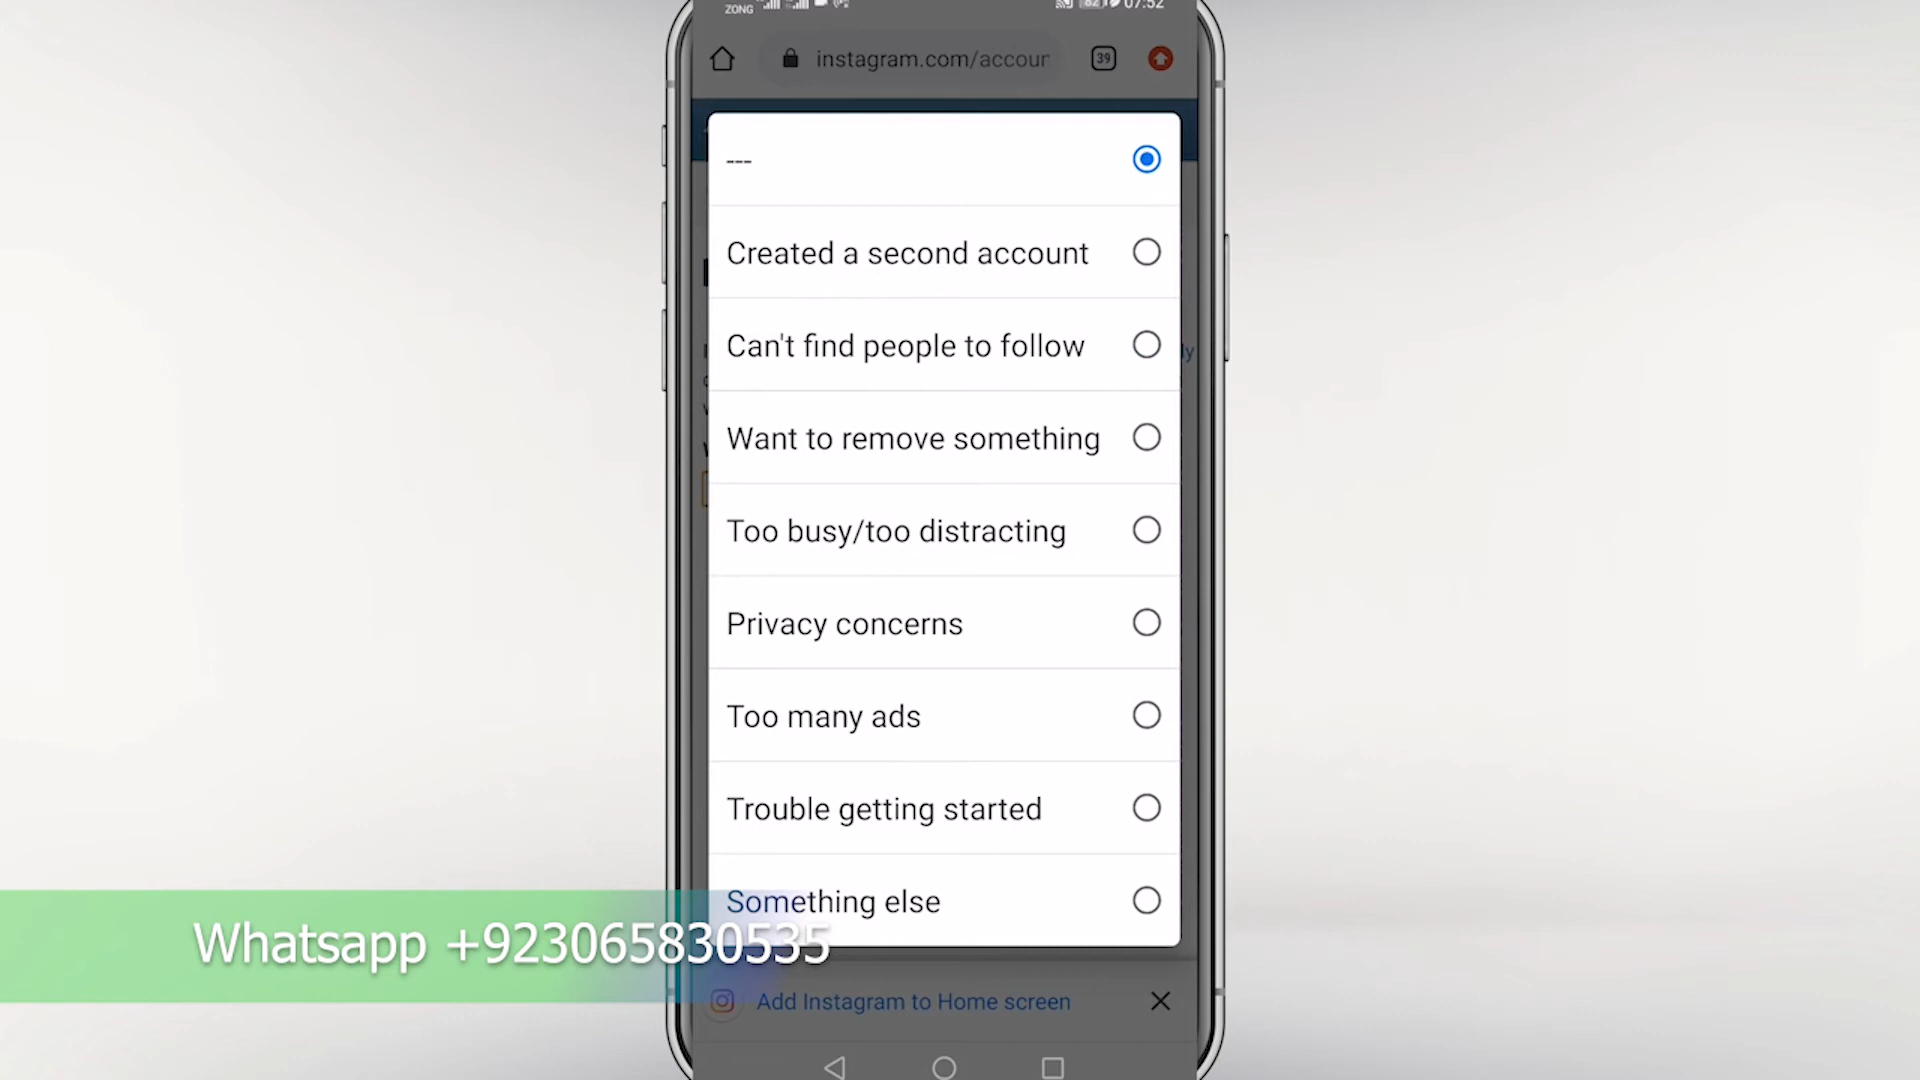 ZONG 82 07:52
instagram.com/accour 39
---
Created a second account
Can't find people to follow
ly
Want to remove something
Too busy/too distracting
Privacy concerns
Too many ads
Trouble getting started
Something else
Whatsapp +923065830535
Add Instagram to Home screen